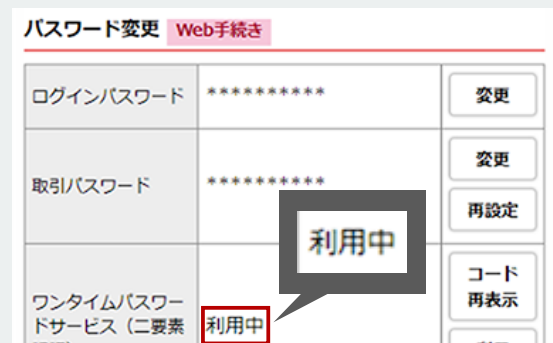 パスワード変更 Web手続き
ログインパスワード ********** 変更
取引パスワード ********** 変更
再設定
利用中
コード
再表示
ワンタイムパスワー
ドサービス（二要素
利用中